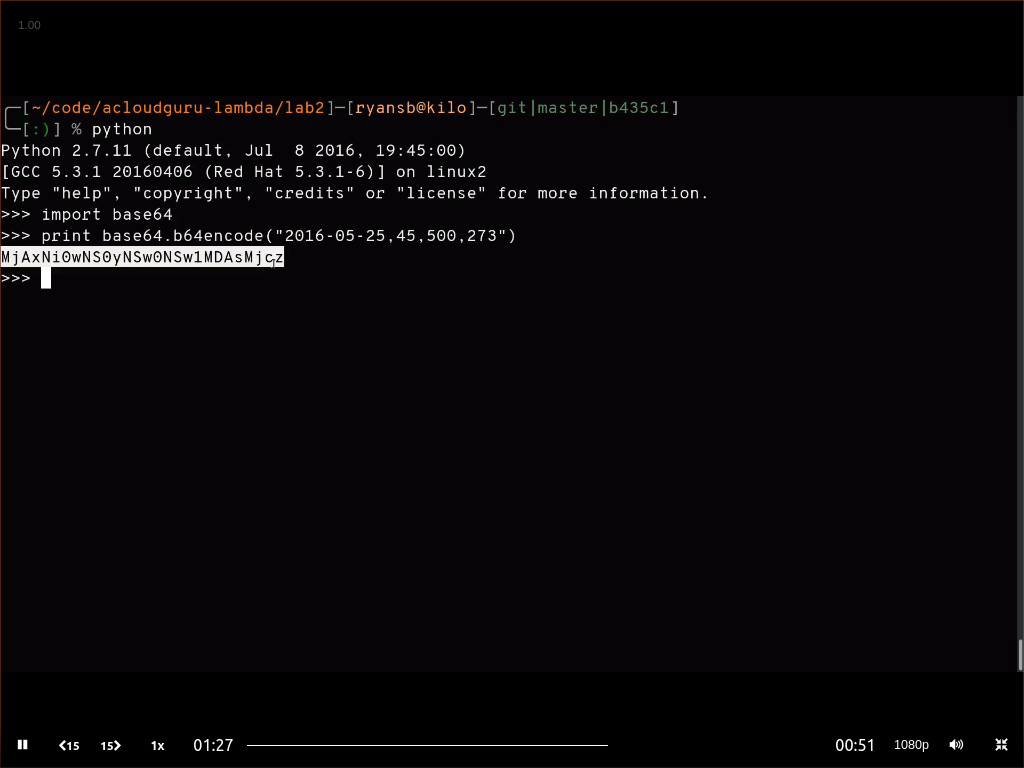 1.00
[~/code/acloudguru-lambda/lab2]—[ryansb@kilo]—[git|master|b435c1]
[:)] % python
Python 2.7.11 (default, Jul  8 2016, 19:45:00)
[GCC 5.3.1 20160406 (Red Hat 5.3.1-6)] on linux2
Type "help", "copyright", "credits" or "license" for more information.
>>> import base64
>>> print base64.b64encode("2016-05-25,45,500,273")
MjAxNi0wNS0yNSw0NSw1MDAsMjcz
>>>
15 15 1x 01:27 00:51 1080p